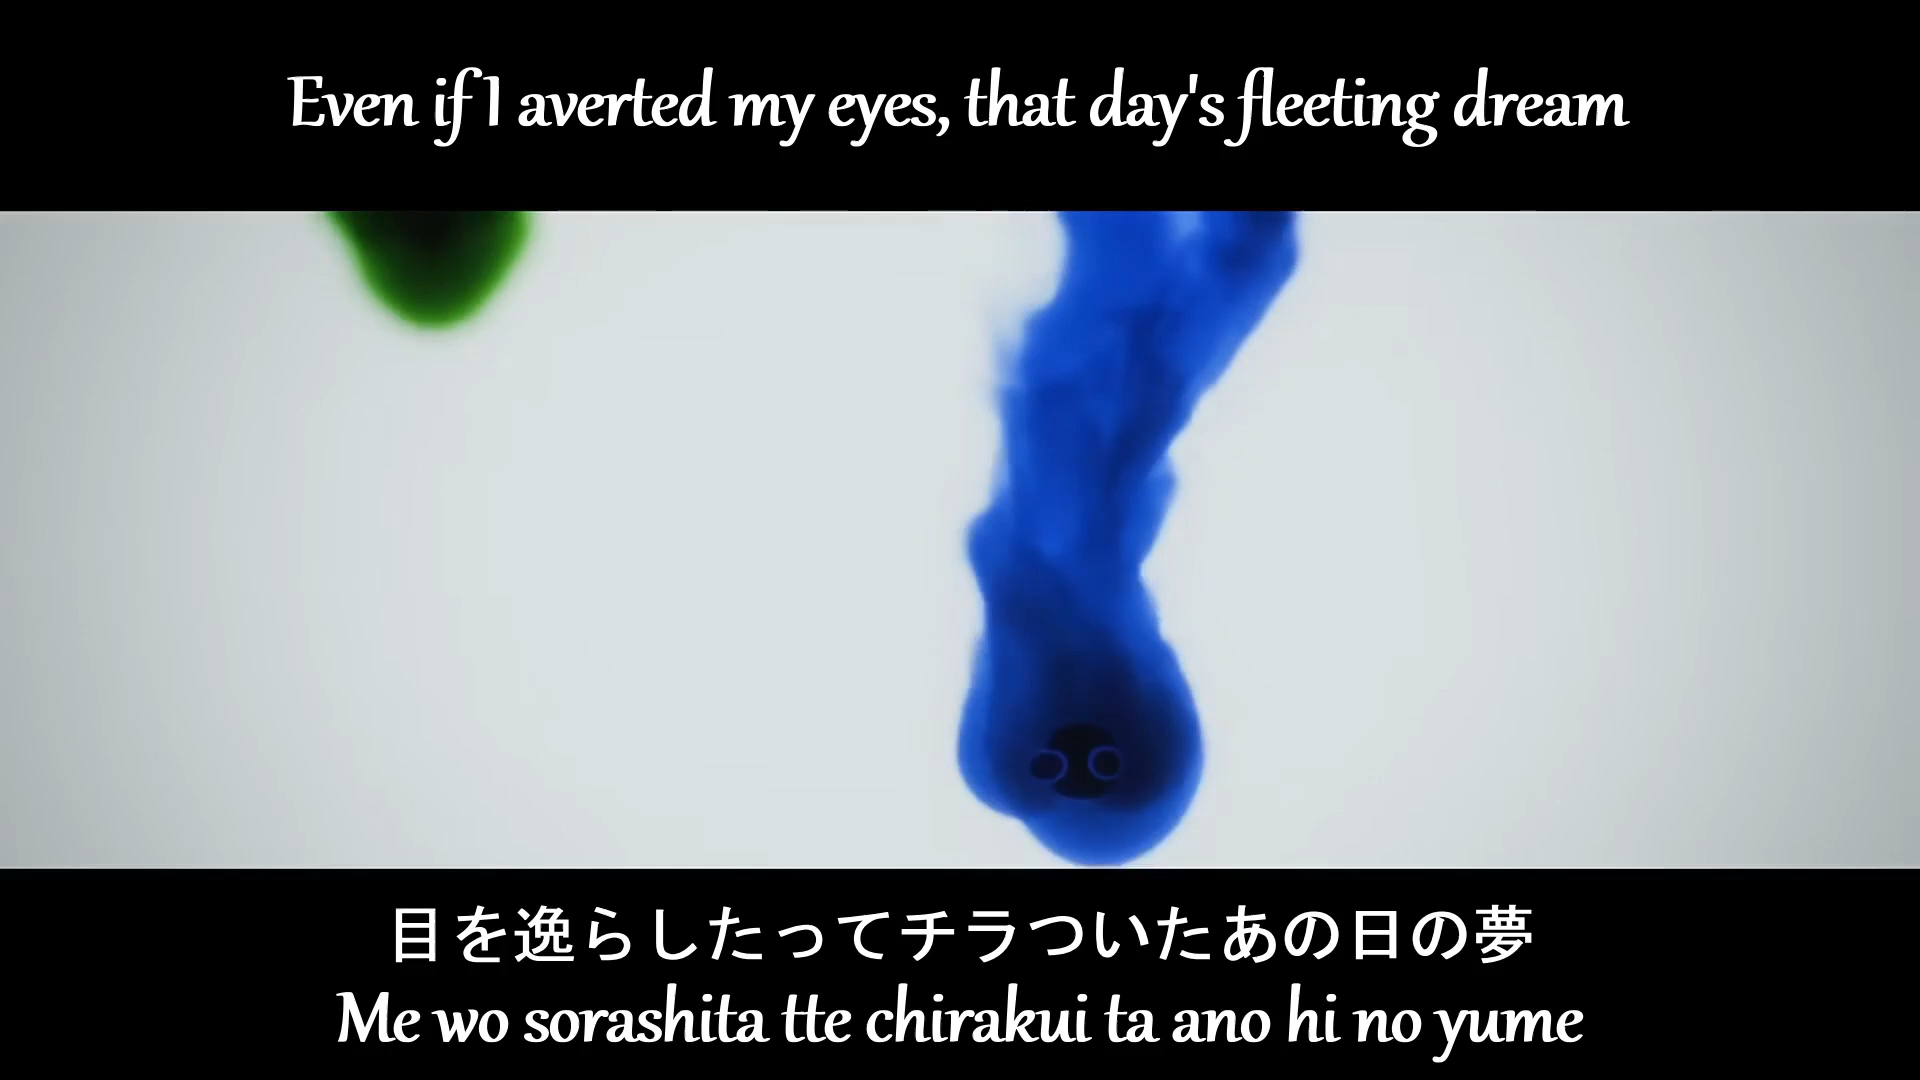 Even if I averted my eyes, that day's fleeting dream
目を逸らしたってチラついたあの日の夢
Me wo sorashita tte chirakui ta ano hi no yume